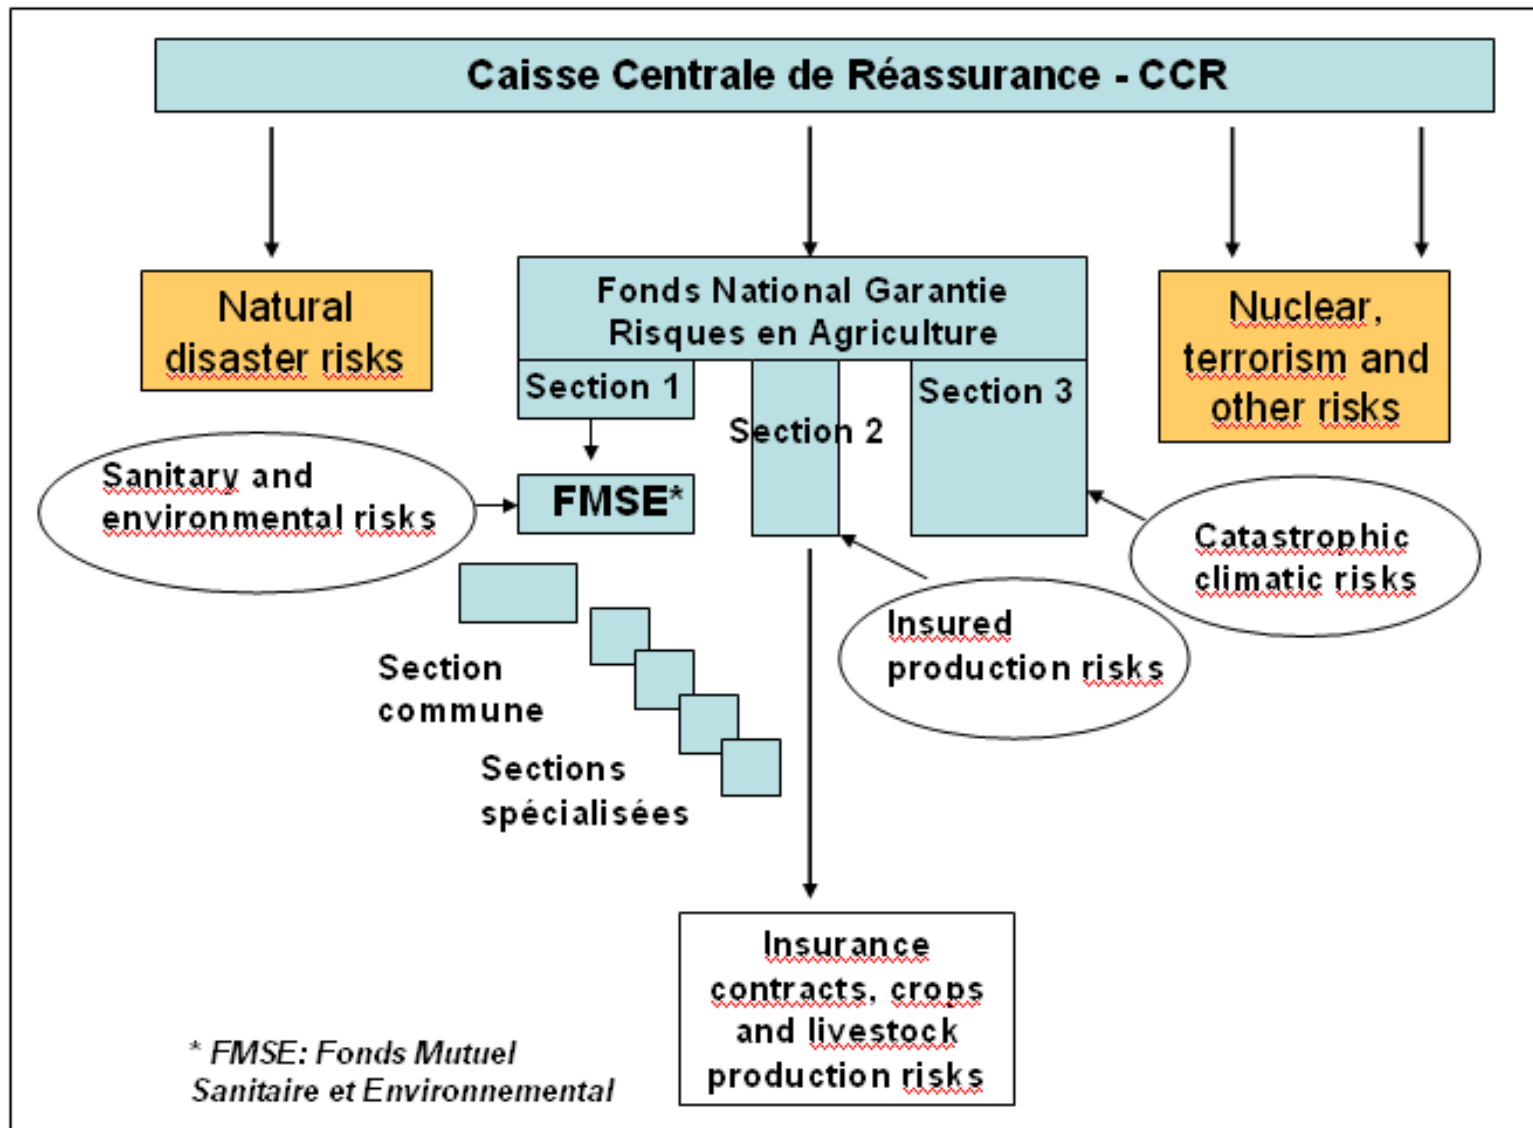 Caisse Centrale de Réassurance - CCR
Natural
disaster risks
Fonds National Garantie
Risques en Agriculture
Nuclear,
terrorism and
other risks
Section 1
Section 2
Section 3
Sanitary and
environmental risks
FMSE*
Catastrophic
climatic risks
Insured
production risks
Section
commune
Sections
spécialisées
Insurance
contracts, crops
and livestock
production risks
* FMSE: Fonds Mutuel
Sanitaire et Environnemental